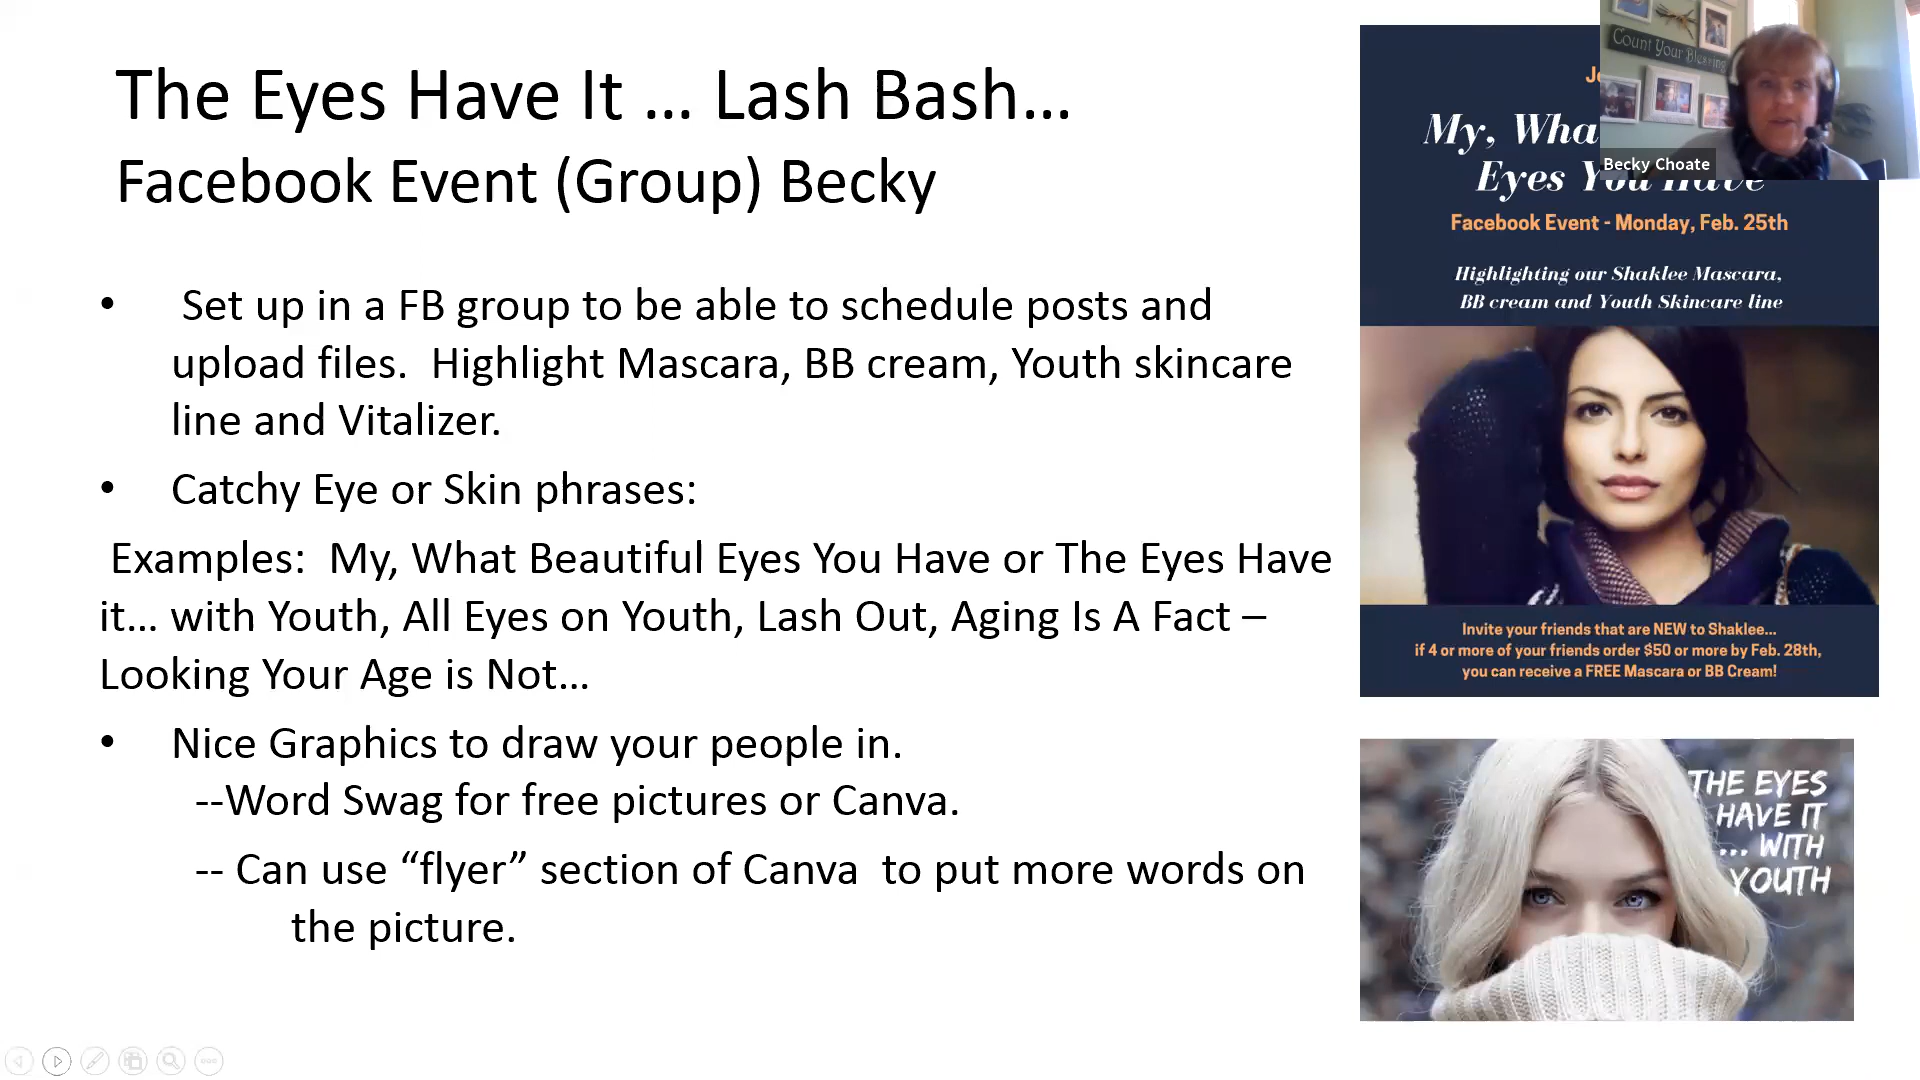 The Eyes Have It ... Lash Bash...
Facebook Event (Group) Becky
• Set up in a FB group to be able to schedule posts and
upload files. Highlight Mascara, BB cream, Youth skincare
line and Vitalizer.
• Catchy Eye or Skin phrases:
Examples: My, What Beautiful Eyes You Have or The Eyes Have
it... with Youth, All Eyes on Youth, Lash Out, Aging Is A Fact –
Looking Your Age is Not...
• Nice Graphics to draw your people in.
--Word Swag for free pictures or Canva.
-- Can use “flyer” section of Canva to put more words on
the picture.
Count Your Blessing
Becky Choate
My,
Eyes You Have
Facebook Event - Monday, Feb. 25th
Highlighting our Shaklee Mascara,
BB cream and Youth Skincare line
Invite your friends that are NEW to Shaklee...
if 4 or more of your friends order $50 or more by Feb. 28th,
you can receive a FREE Mascara or BB Cream!
THE EYES
HAVE IT
... WITH
YOUTH